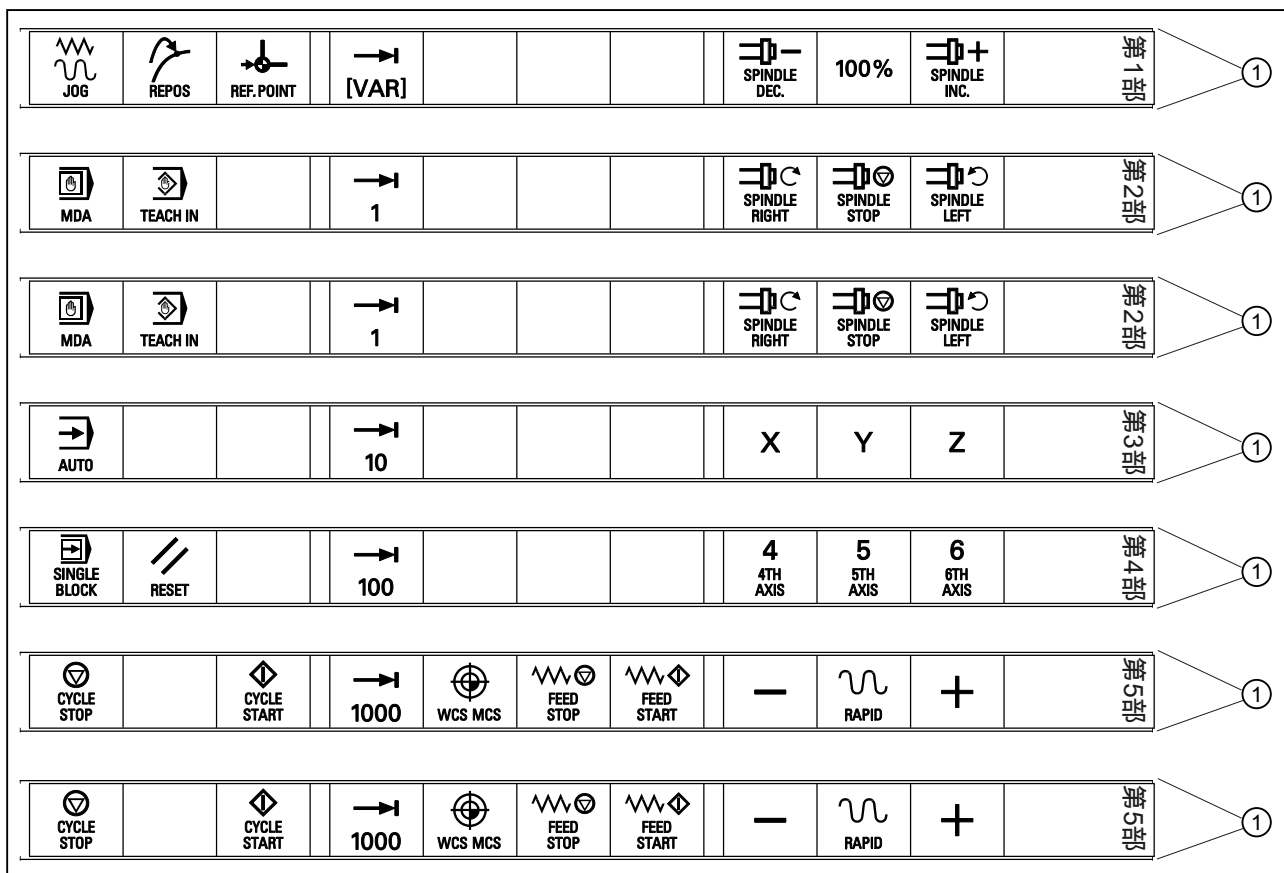 JOG REPOS REF. POINT [VAR] SPINDLE DEC. 100% SPINDLE INC. 第1部 1
MDA TEACH IN 1 SPINDLE RIGHT SPINDLE STOP SPINDLE LEFT 第2部 1
MDA TEACH IN 1 SPINDLE RIGHT SPINDLE STOP SPINDLE LEFT 第2部 1
AUTO 10 X Y Z 第3部 1
SINGLE BLOCK RESET 100 4 4TH AXIS 5 5TH AXIS 6 6TH AXIS 第4部 1
CYCLE STOP CYCLE START 1000 WCS MCS FEED STOP FEED START − RAPID + 第5部 1
CYCLE STOP CYCLE START 1000 WCS MCS FEED STOP FEED START − RAPID + 第5部 1